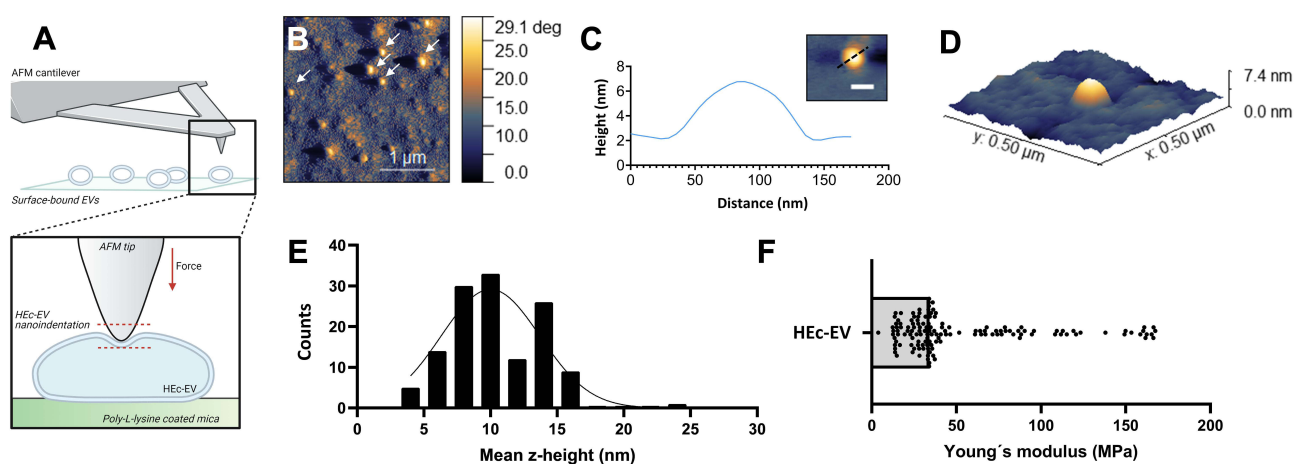 A
AFM cantilever
Surface-bound EVs
AFM tip
Force
HEc-EV
nanoindentation
HEc-EV
Poly-L-lysine coated mica
B
1 µm
29.1 deg
25.0
20.0
15.0
10.0
0.0
C
Height (nm)
8
6
4
2
0
0
50
100
150
200
Distance (nm)
D
7.4 nm
0.0 nm
y: 0.50 µm
x: 0.50 µm
E
Counts
40
30
20
10
0
0
5
10
15
20
25
30
Mean z-height (nm)
F
HEc-EV
0
50
100
150
200
Young´s modulus (MPa)